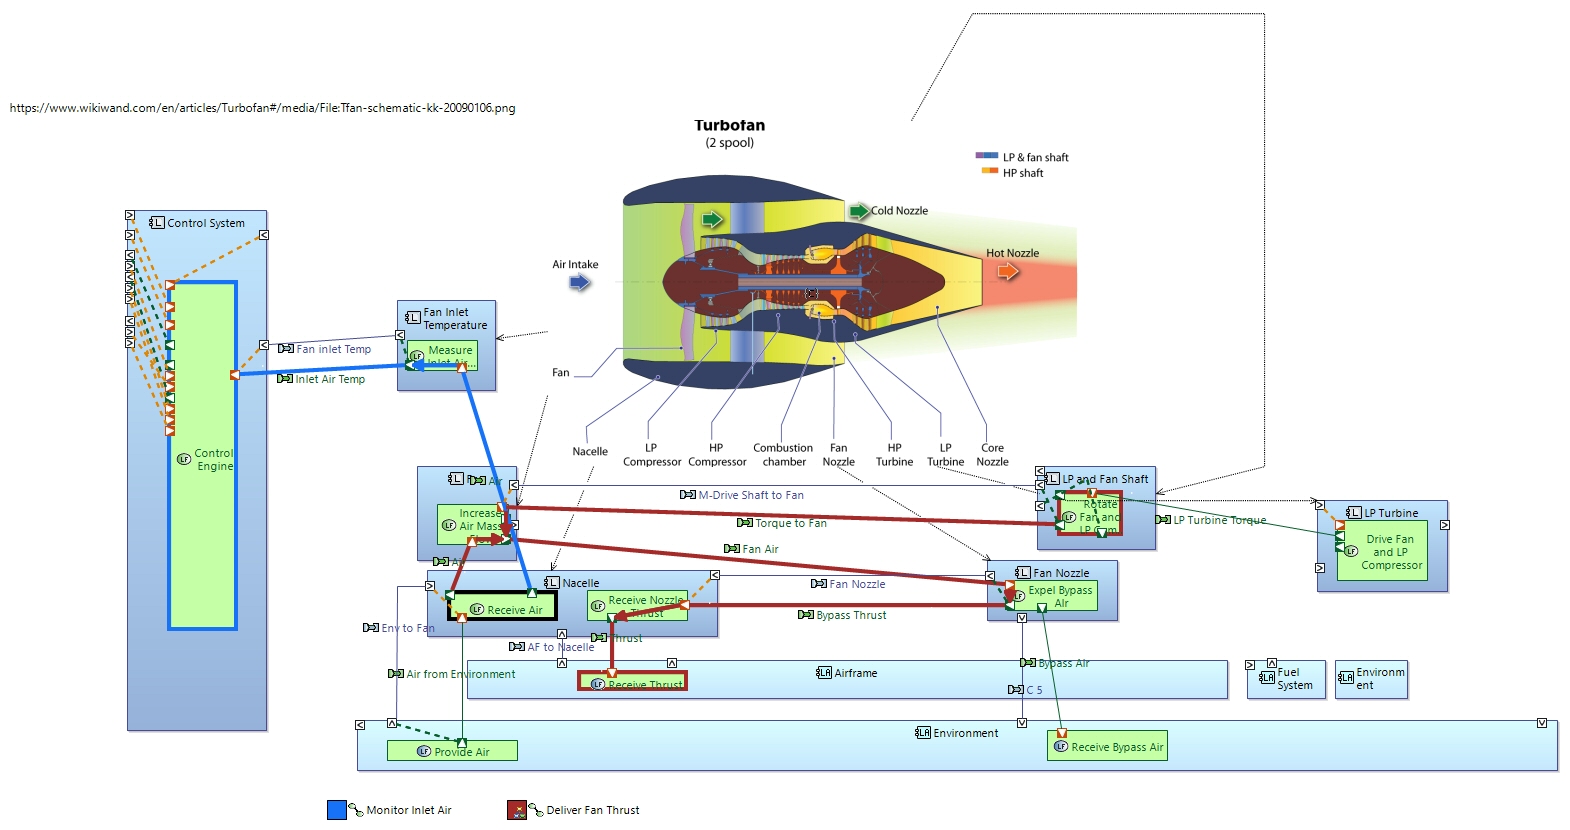 https://www.wikiwand.com/en/articles/Turbofan#/media/File:Tfan-schematic-kk-20090106.png
Turbofan
(2 spool)
LP & fan shaft
HP shaft
Cold Nozzle
Hot Nozzle
Air Intake
Fan
Nacelle
LP
Compressor
HP
Compressor
Combustion
chamber
Fan
Nozzle
HP
Turbine
LP
Turbine
Core
Nozzle
Control System
Control
Engine
Fan Inlet
Temperature
Measure
Inlet Air...
Fan inlet Temp
Inlet Air Temp
Air
Increase
Air Mass
M-Drive Shaft to Fan
Torque to Fan
Fan Air
LP and Fan Shaft
Rotate
Fan and
LP Turbine Torque
LP Turbine
Drive Fan
and LP
Compressor
Nacelle
Receive Air
Receive Nozzle
Thrust
Fan Nozzle
Bypass Thrust
Fan Nozzle
Expel Bypass
Air
Env to Fan
AF to Nacelle
Thrust
Air from Environment
Receive Thrust
Airframe
Bypass Air
C 5
Fuel
System
Environm
ent
Environment
Provide Air
Receive Bypass Air
Monitor Inlet Air
Deliver Fan Thrust